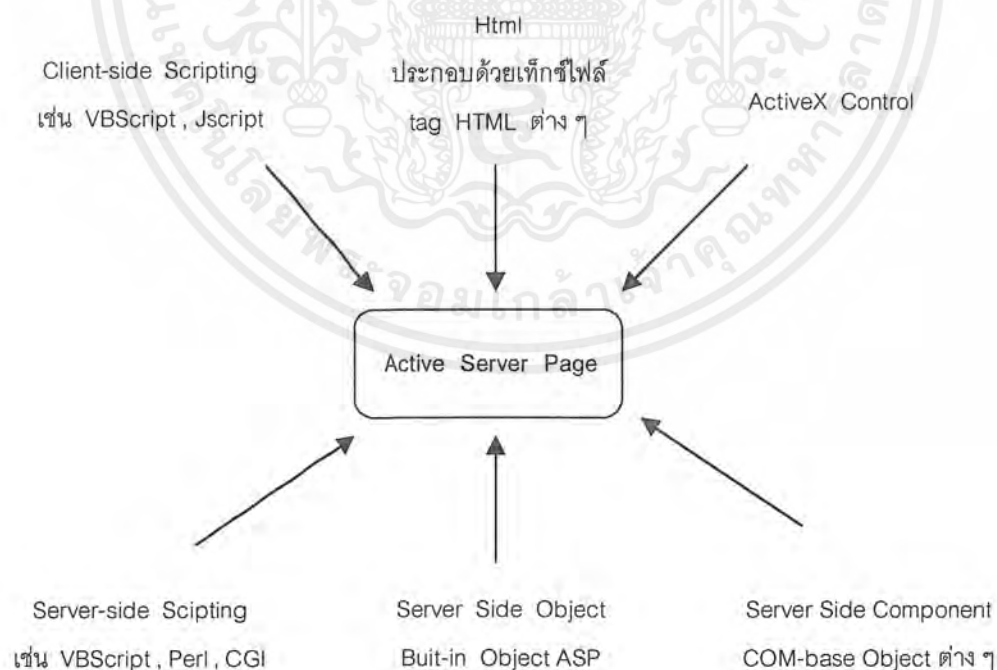 Html
Client-side Scripting
ประกอบด้วยเท็กซ์ไฟล์
ActiveX Control
เช่น VBScript , Jscript
tag HTML ต่าง ๆ
Active Server Page
Server-side Scipting
Server Side Object
Server Side Component
เช่น VBScript , Perl , CGI
Buit-in Object ASP
COM-base Object ต่าง ๆ